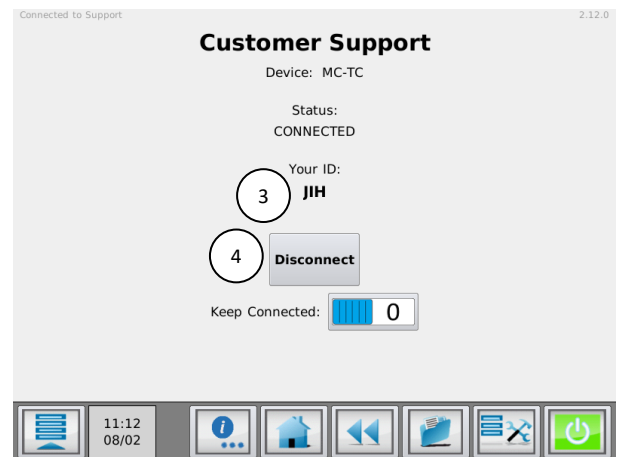 Connected to Support 2.12.0
Customer Support
Device: MC-TC
Status:
CONNECTED
Your ID:
3 JIH
4 Disconnect
Keep Connected: 0
11:12
08/02
i